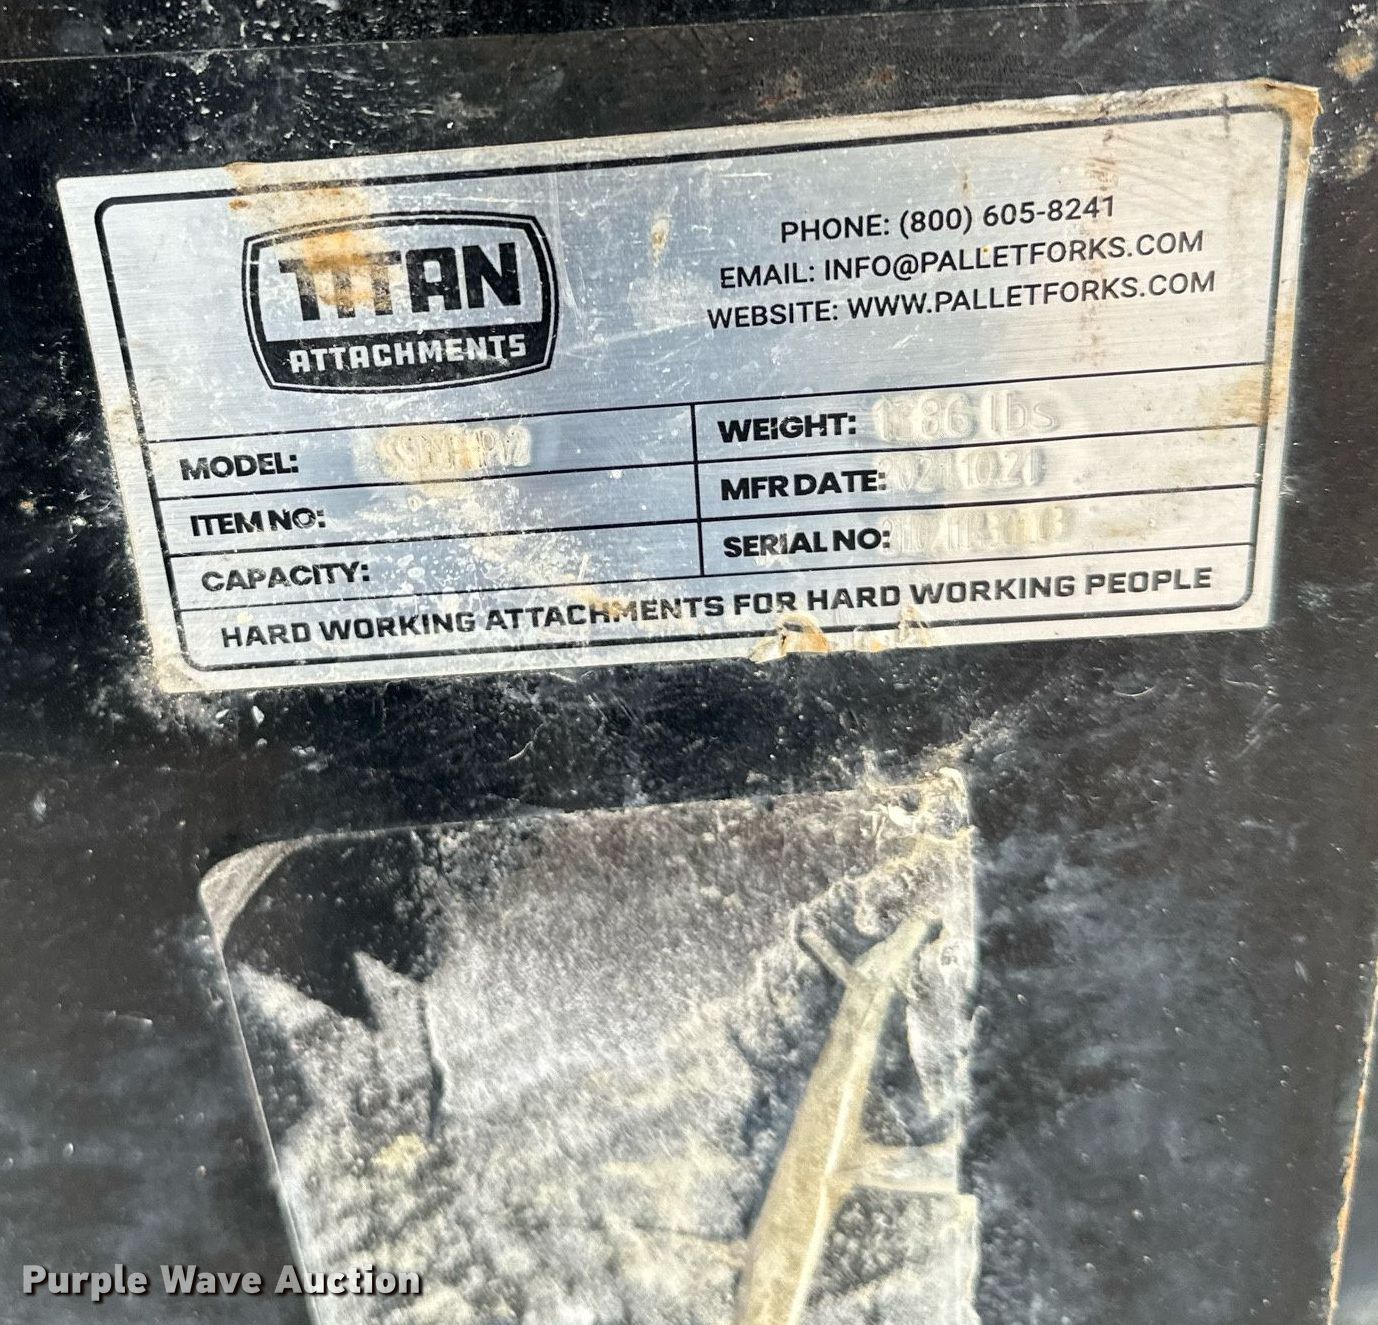 TITAN
ATTACHMENTS
PHONE: (800) 605-8241
EMAIL: INFO@PALLETFORKS.COM
WEBSITE: WWW.PALLETFORKS.COM
MODEL:
WEIGHT: lbs
ITEM NO:
MFR DATE:
CAPACITY:
SERIAL NO:
HARD WORKING ATTACHMENTS FOR HARD WORKING PEOPLE
Purple Wave Auction